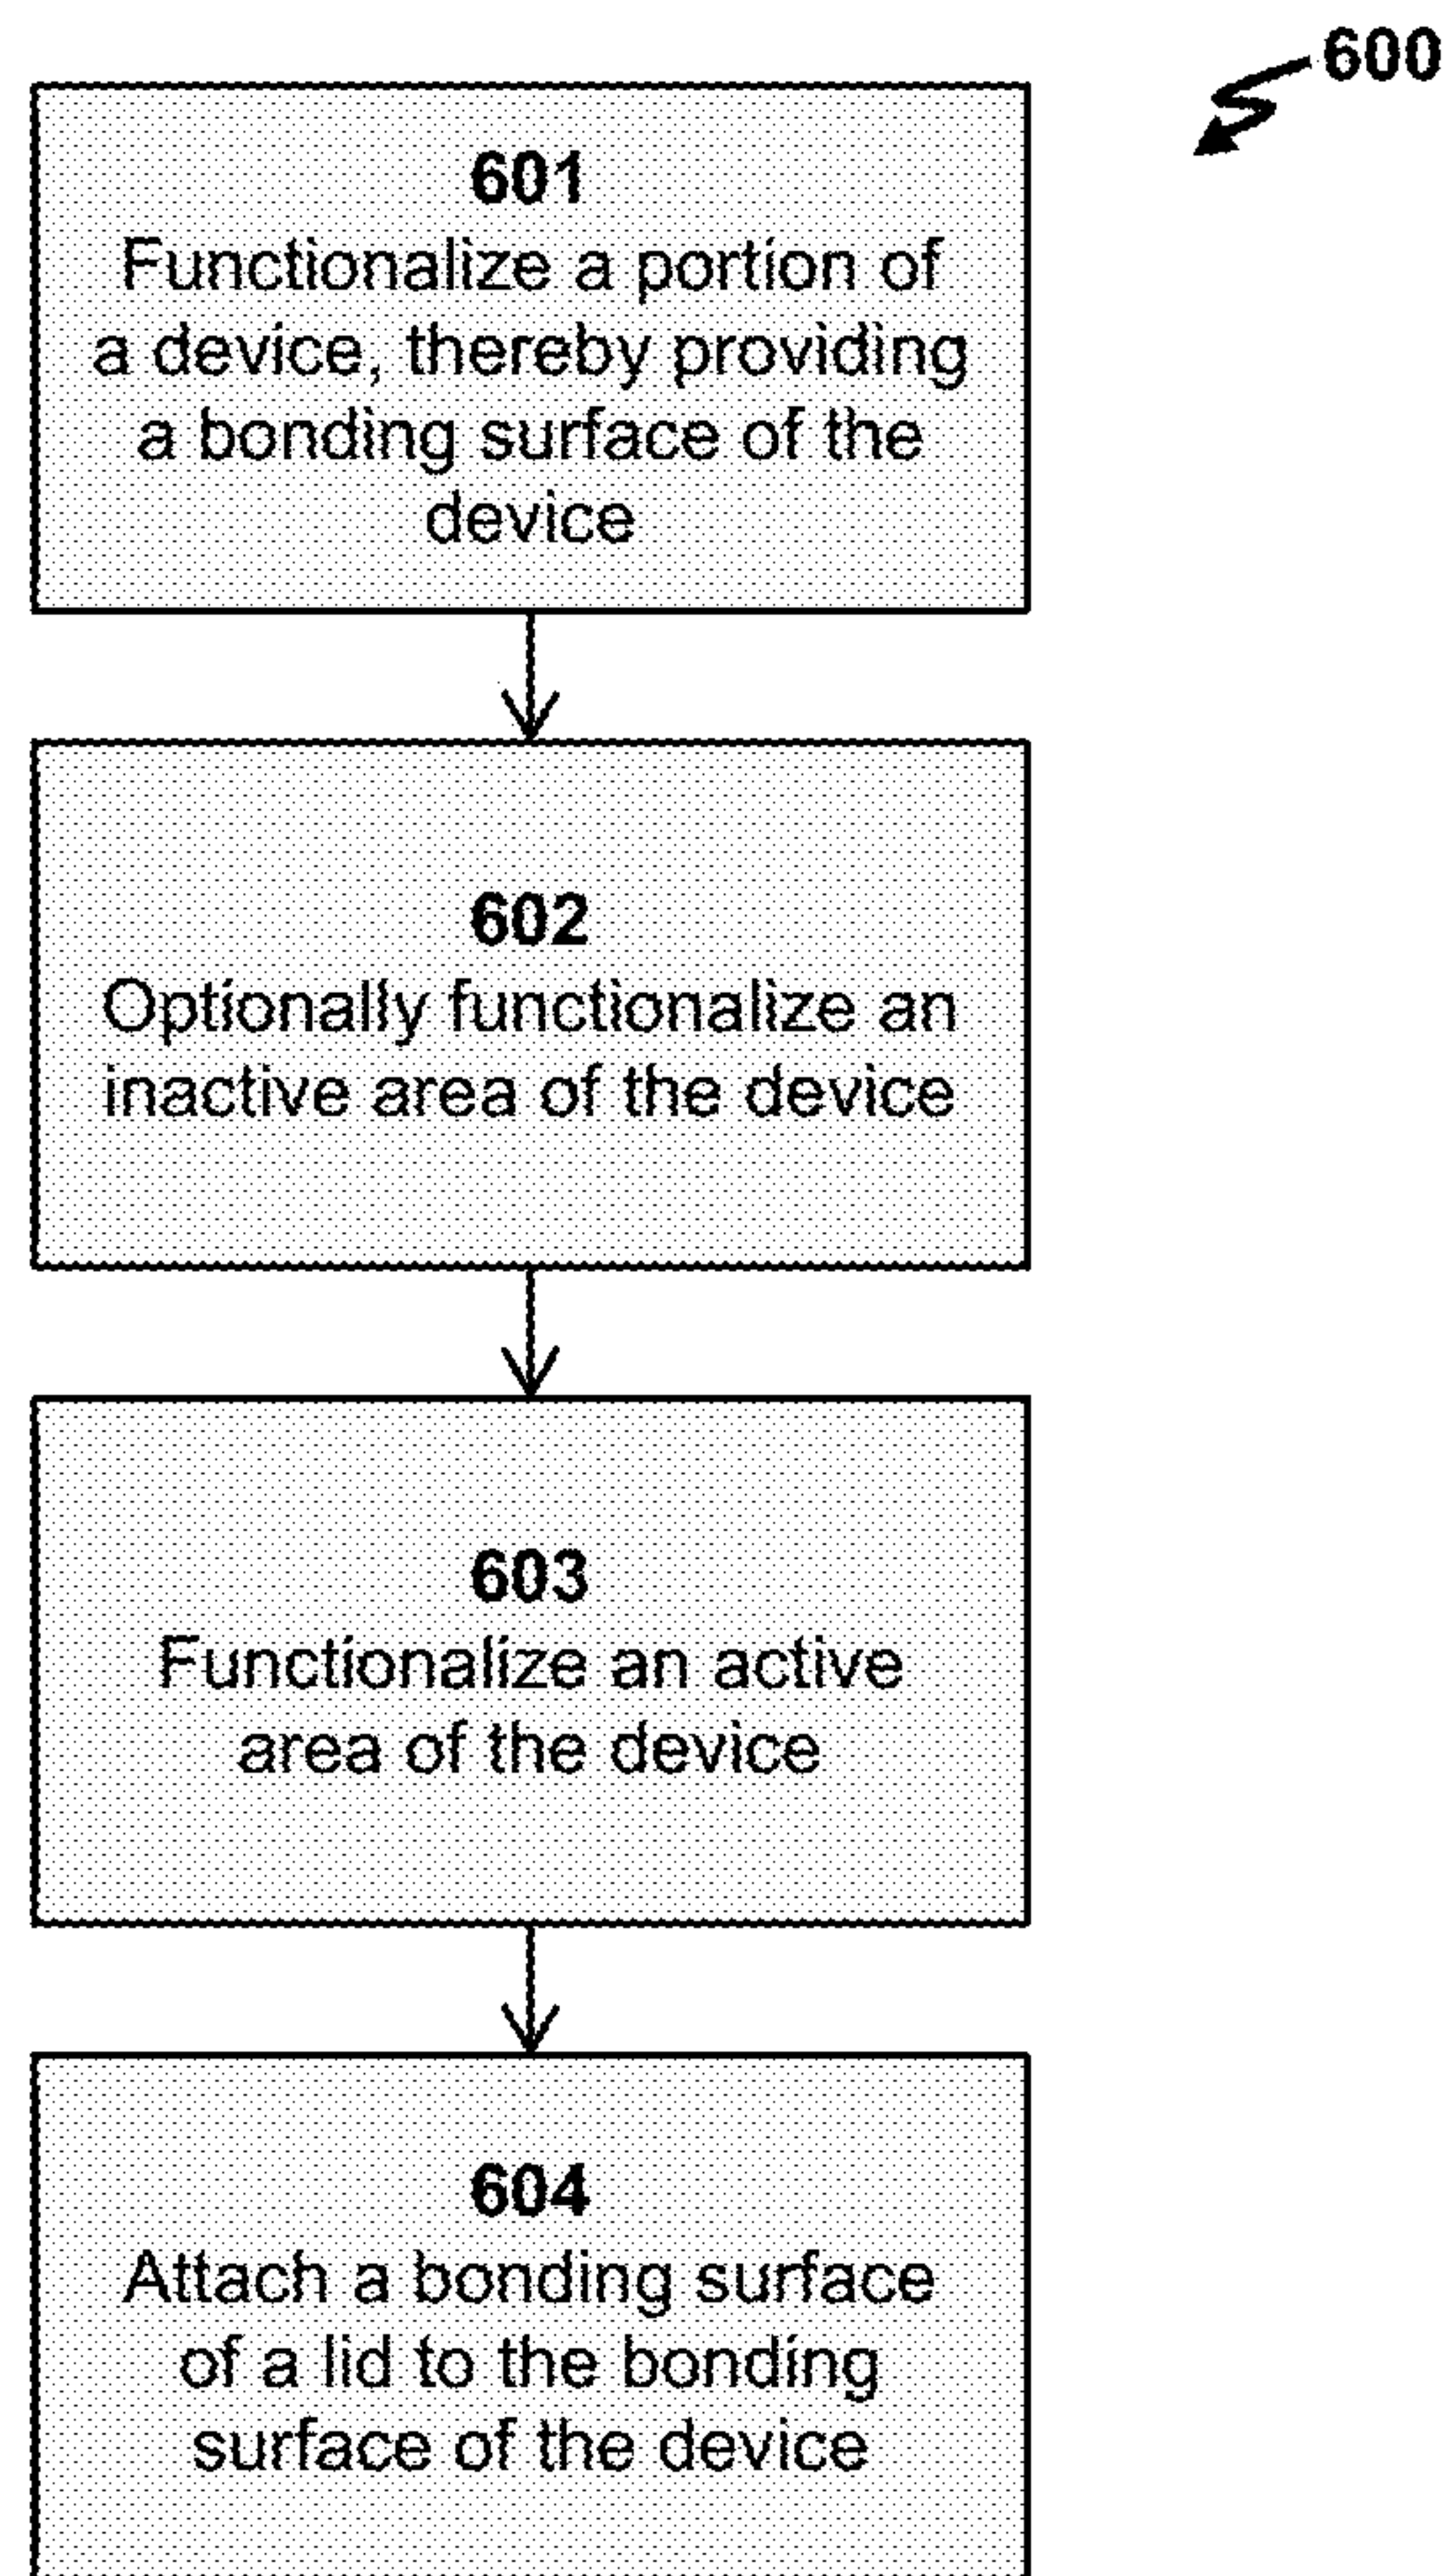 600
601
Functionalize a portion of
a device, thereby providing
a bonding surface of the
device
602
Optionally functionalize an
inactive area of the device
603
Functionalize an active
area of the device
604
Attach a bonding surface
of a lid to the bonding
surface of the device